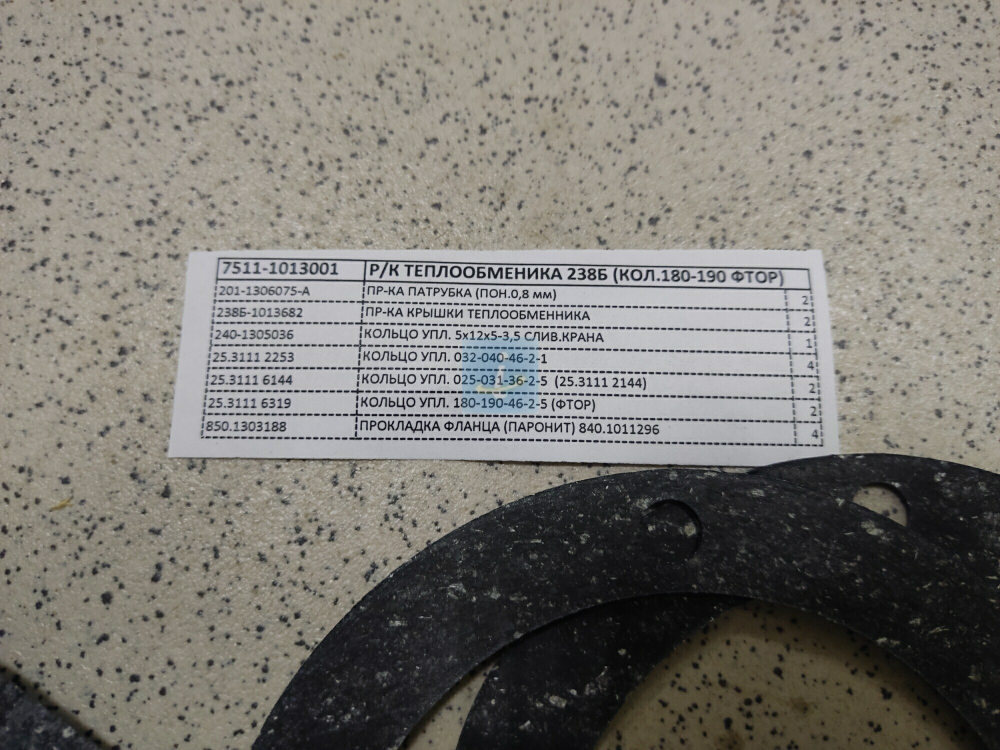 7511-1013001 Р/К ТЕПЛООБМЕНИКА 238Б (КОЛ.180-190 ФТОР)
201-1306075-А ПР-КА ПАТРУБКА (ПОН.0,8 мм) 2
238Б-1013682 ПР-КА КРЫШКИ ТЕПЛООБМЕННИКА 2
240-1305036 КОЛЬЦО УПЛ. 5х12х5-3,5 СЛИВ.КРАНА 1
25.3111 2253 КОЛЬЦО УПЛ. 032-040-46-2-1 4
25.3111 6144 КОЛЬЦО УПЛ. 025-031-36-2-5 (25.3111 2144) 2
25.3111 6319 КОЛЬЦО УПЛ. 180-190-46-2-5 (ФТОР) 2
850.1303188 ПРОКЛАДКА ФЛАНЦА (ПАРОНИТ) 840.1011296 4